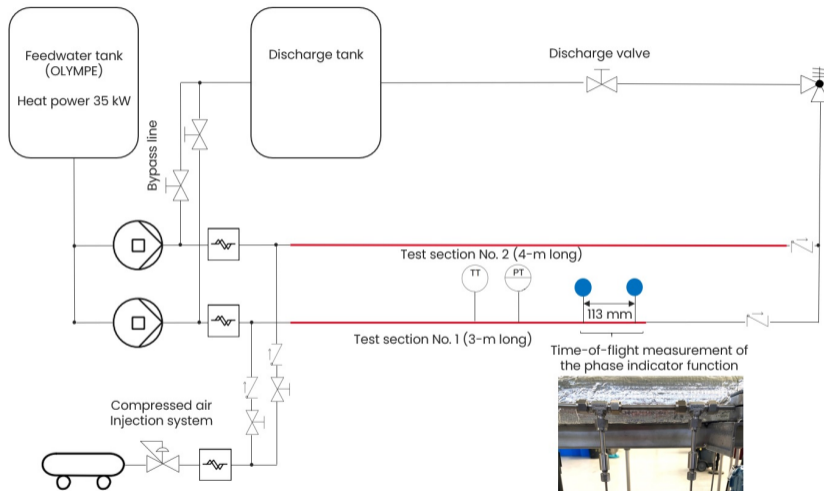 Feedwater tank
(OLYMPE)
Heat power 35 kW
Discharge tank
Discharge valve
Bypass line
Test section No. 2 (4-m long)
TT
PT
113 mm
Test section No. 1 (3-m long)
Time-of-flight measurement of
the phase indicator function
Compressed air
Injection system